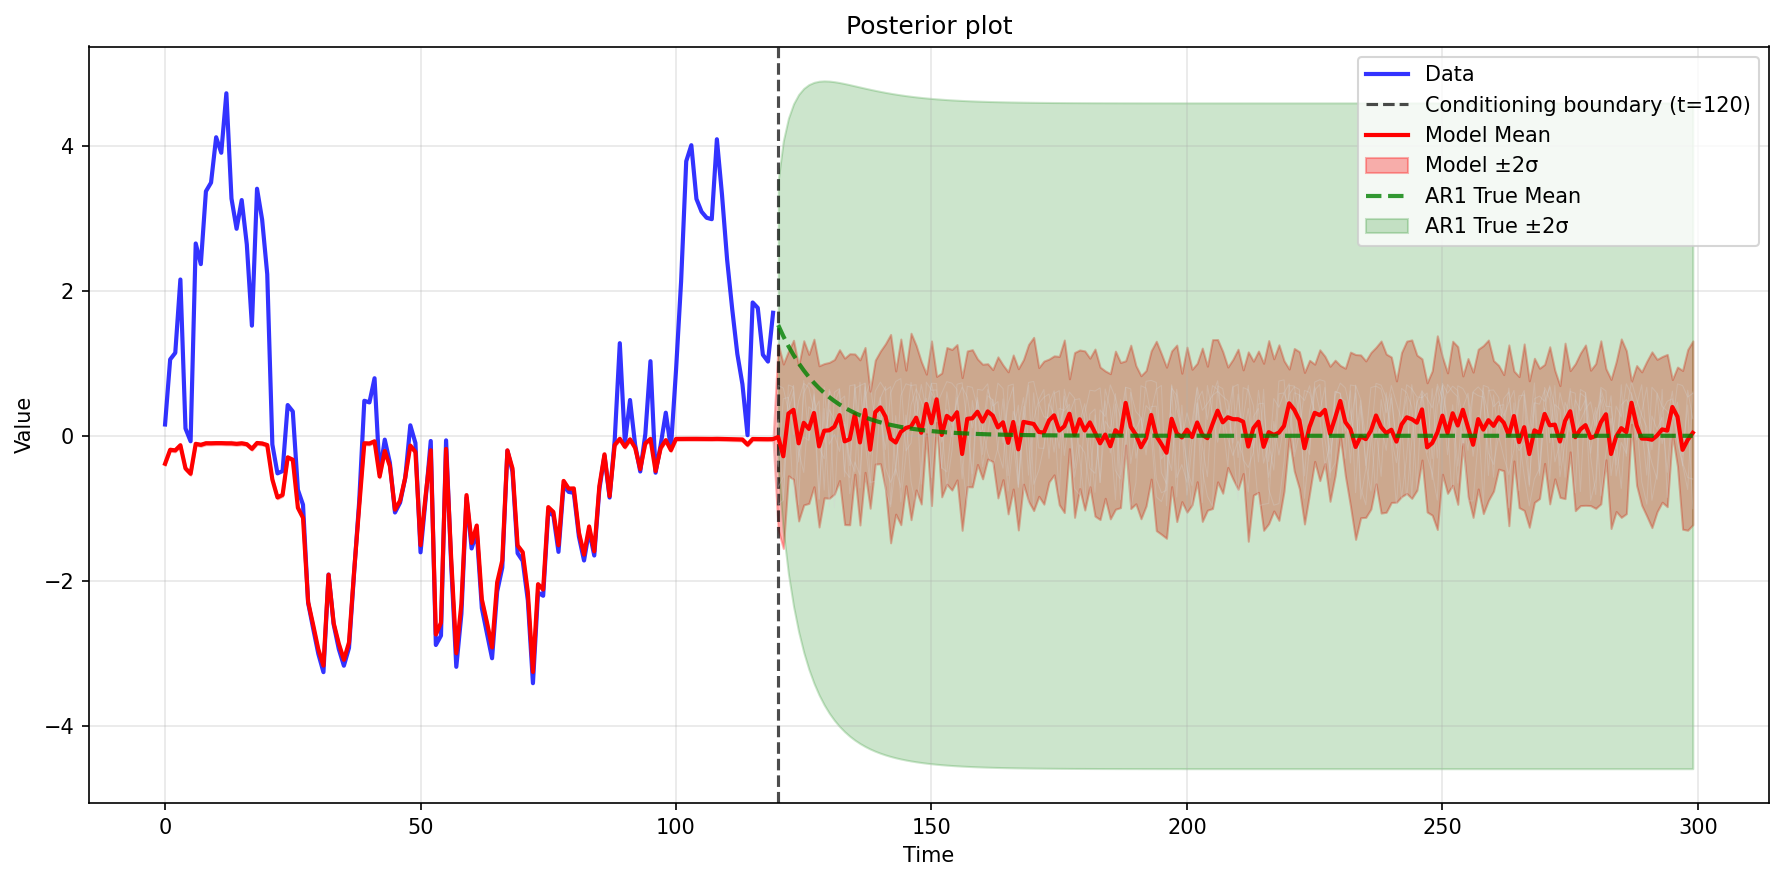 Posterior plot
Value
4
2
0
−2
−4
0
50
100
150
200
250
300
Time
Data
Conditioning boundary (t=120)
Model Mean
Model ±2σ
AR1 True Mean
AR1 True ±2σ